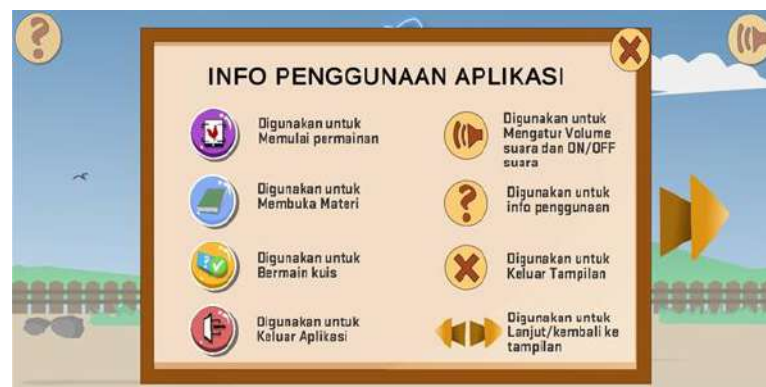 INFO PENGGUNAAN APLIKASI
Digunakan untuk
Memulai permainan
Digunakan untuk
Membuka Materi
Digunakan untuk
Bermain kuis
Digunakan untuk
Keluar Aplikasi
Digunakan untuk
Mengatur Volume
suara dan ON/OFF
suara
Digunakan untuk
info penggunaan
Digunakan untuk
Keluar Tampilan
Digunakan untuk
Lanjut/kembali ke
tampilan